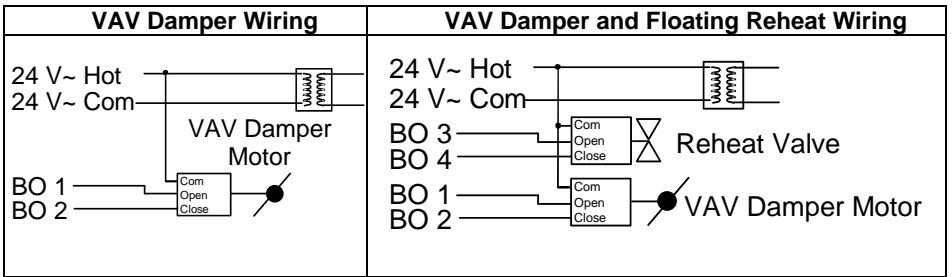 VAV Damper Wiring
24 V~ Hot
24 V~ Com
VAV Damper
Motor
BO 1
BO 2
Com
Open
Close
VAV Damper and Floating Reheat Wiring
24 V~ Hot
24 V~ Com
BO 3
BO 4
Com
Open
Close
Reheat Valve
BO 1
BO 2
Com
Open
Close
VAV Damper Motor